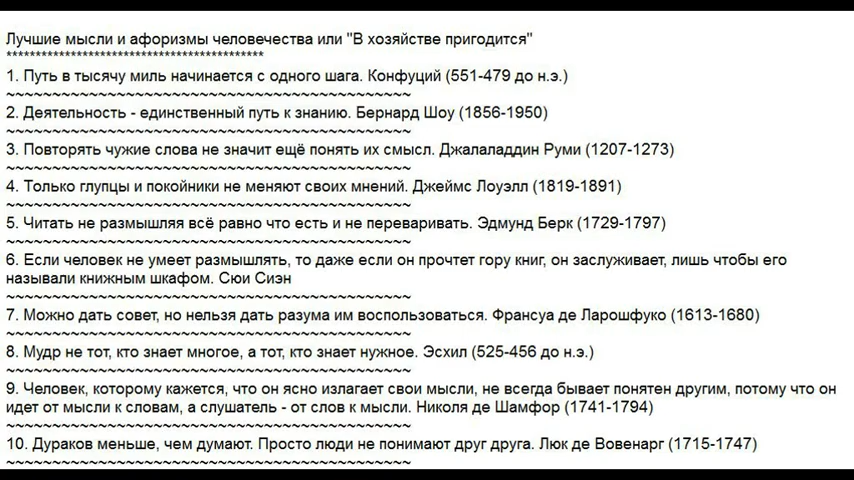 Лучшие мысли и афоризмы человечества или "В хозяйстве пригодится"
********************************************
1. Путь в тысячу миль начинается с одного шага. Конфуций (551-479 до н.э.)
~~~~~~~~~~~~~~~~~~~~~~~~~~~~~~~~~~~~~~~~~~~~
2. Деятельность - единственный путь к знанию. Бернард Шоу (1856-1950)
~~~~~~~~~~~~~~~~~~~~~~~~~~~~~~~~~~~~~~~~~~~~
3. Повторять чужие слова не значит ещё понять их смысл. Джалаладдин Руми (1207-1273)
~~~~~~~~~~~~~~~~~~~~~~~~~~~~~~~~~~~~~~~~~~~~
4. Только глупцы и покойники не меняют своих мнений. Джеймс Лоуэлл (1819-1891)
~~~~~~~~~~~~~~~~~~~~~~~~~~~~~~~~~~~~~~~~~~~~
5. Читать не размышляя всё равно что есть и не переваривать. Эдмунд Берк (1729-1797)
~~~~~~~~~~~~~~~~~~~~~~~~~~~~~~~~~~~~~~~~~~~~
6. Если человек не умеет размышлять, то даже если он прочтет гору книг, он заслуживает, лишь чтобы его
называли книжным шкафом. Сюи Сиэн
~~~~~~~~~~~~~~~~~~~~~~~~~~~~~~~~~~~~~~~~~~~~
7. Можно дать совет, но нельзя дать разума им воспользоваться. Франсуа де Ларошфуко (1613-1680)
~~~~~~~~~~~~~~~~~~~~~~~~~~~~~~~~~~~~~~~~~~~~
8. Мудр не тот, кто знает многое, а тот, кто знает нужное. Эсхил (525-456 до н.э.)
~~~~~~~~~~~~~~~~~~~~~~~~~~~~~~~~~~~~~~~~~~~~
9. Человек, которому кажется, что он ясно излагает свои мысли, не всегда бывает понятен другим, потому что он
идет от мысли к словам, а слушатель - от слов к мысли. Николя де Шамфор (1741-1794)
~~~~~~~~~~~~~~~~~~~~~~~~~~~~~~~~~~~~~~~~~~~~
10. Дураков меньше, чем думают. Просто люди не понимают друг друга. Люк де Вовенарг (1715-1747)
~~~~~~~~~~~~~~~~~~~~~~~~~~~~~~~~~~~~~~~~~~~~